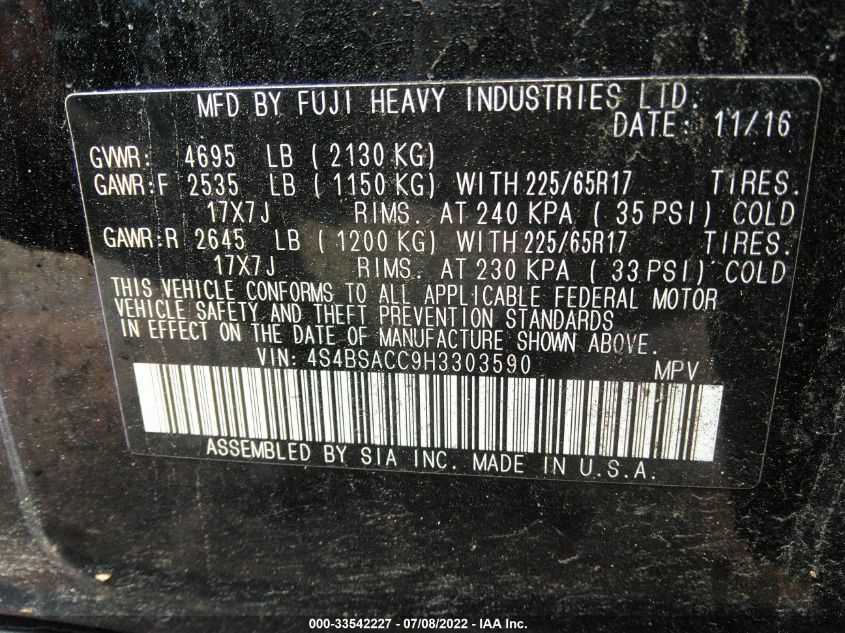 MFD BY FUJI HEAVY INDUSTRIES LTD.
DATE: 11/16
GVWR: 4695 LB ( 2130 KG)
GAWR:F 2535 LB ( 1150 KG) WITH 225/65R17 TIRES.
17X7J RIMS. AT 240 KPA ( 35 PSI) COLD
GAWR:R 2645 LB ( 1200 KG) WITH 225/65R17 TIRES.
17X7J RIMS. AT 230 KPA ( 33 PSI) COLD
THIS VEHICLE CONFORMS TO ALL APPLICABLE FEDERAL MOTOR
VEHICLE SAFETY AND THEFT PREVENTION STANDARDS
IN EFFECT ON THE DATE OF MANUFACTURE SHOWN ABOVE.
VIN: 4S4BSACC9H3303590 MPV
ASSEMBLED BY SIA INC. MADE IN U.S.A.
000-33542227 - 07/08/2022 - IAA Inc.